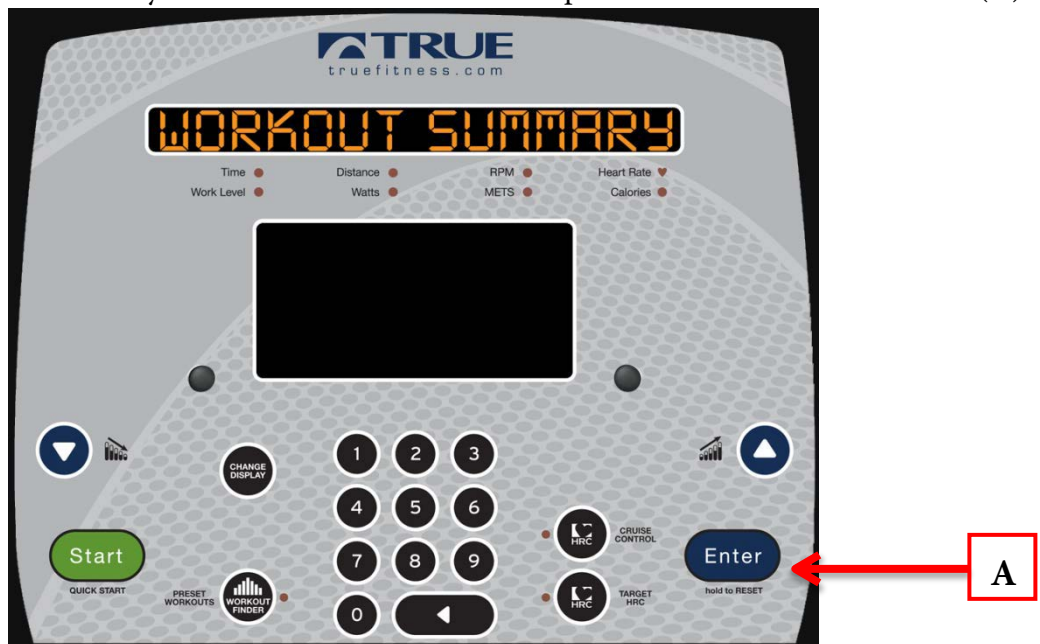 TRUE
truefitness.com
WORKOUT SUMMARY
Time Distance RPM Heart Rate
Work Level Watts METS Calories
1 2 3
CHANGE
DISPLAY
4 5 6
HRC
CRUISE
CONTROL
Start
QUICK START
7 8 9
Enter
hold to RESET
A
PRESET
WORKOUTS
WORKOUT
FINDER
HRC
TARGET
HRC
0